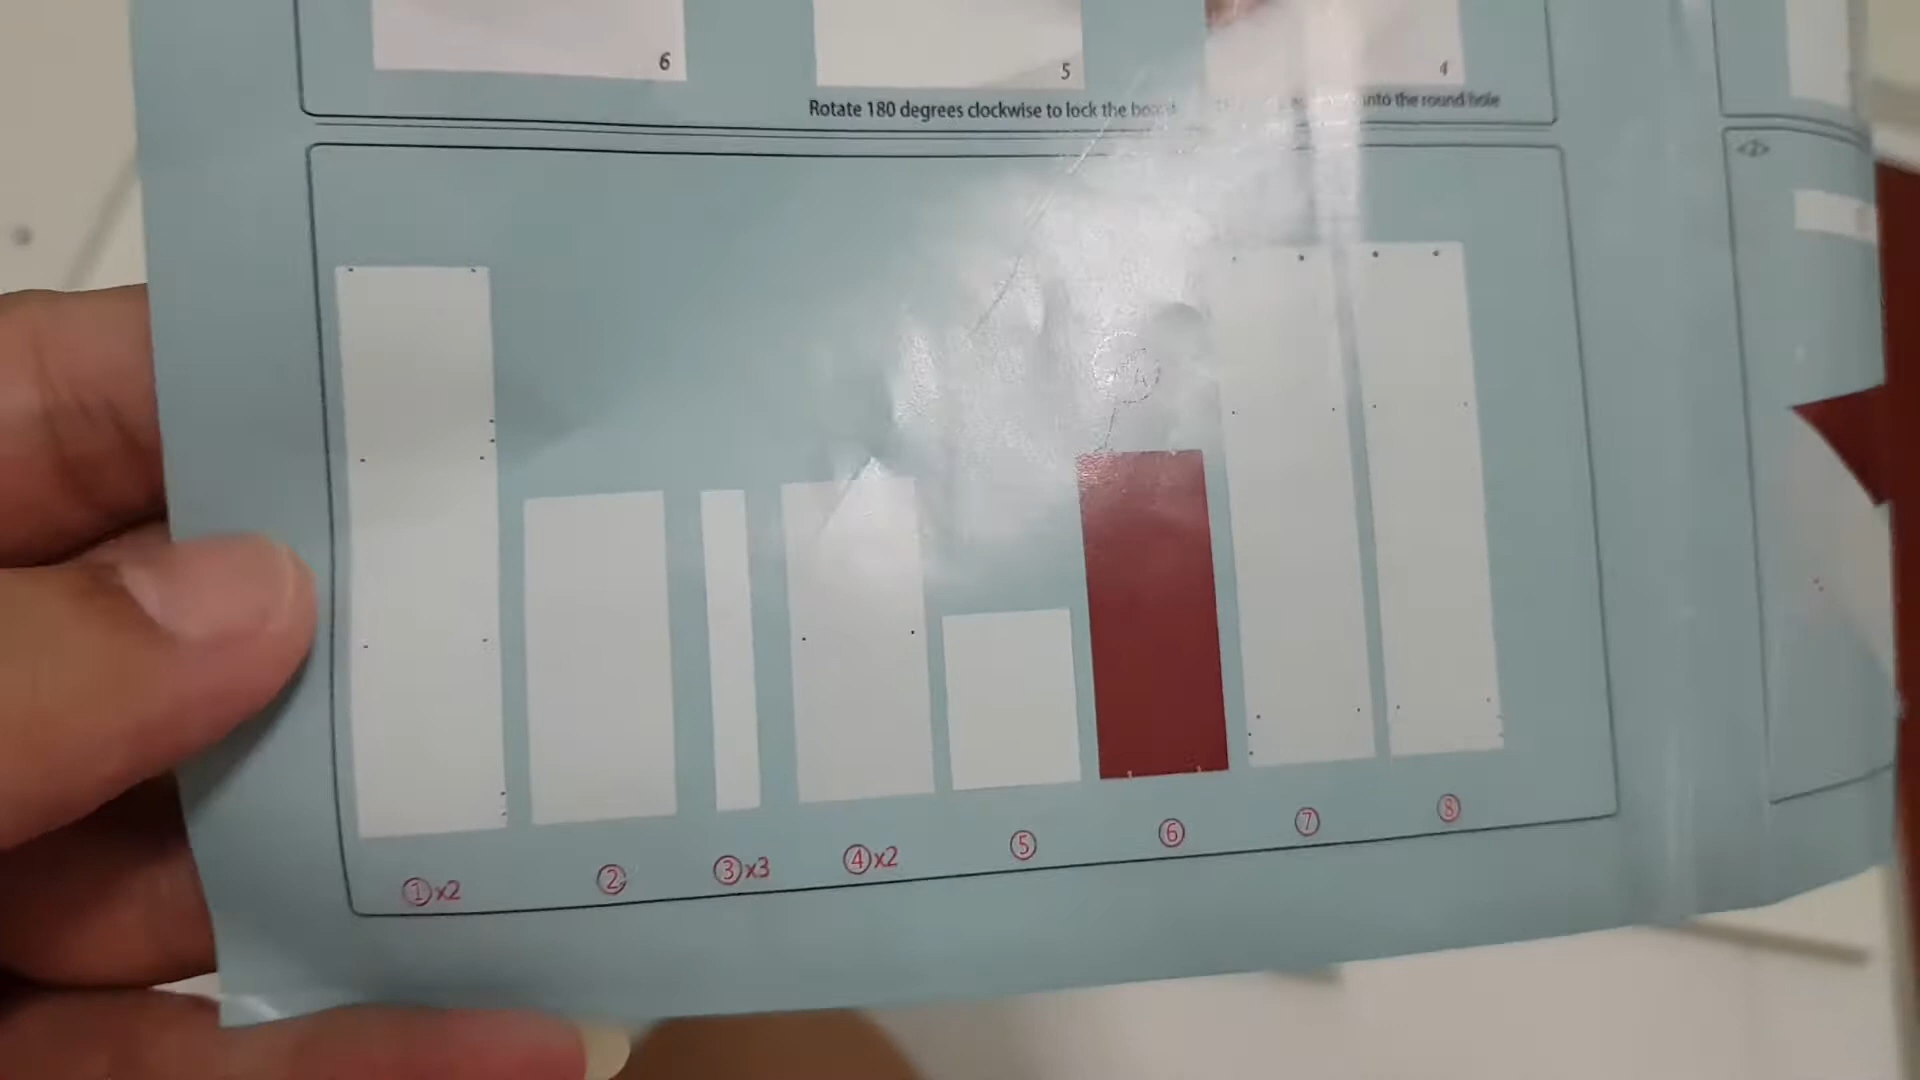 6
5
4
Rotate 180 degrees clockwise to lock the
into the round hole
①x2
②
③x3
④x2
⑤
⑥
⑦
⑧